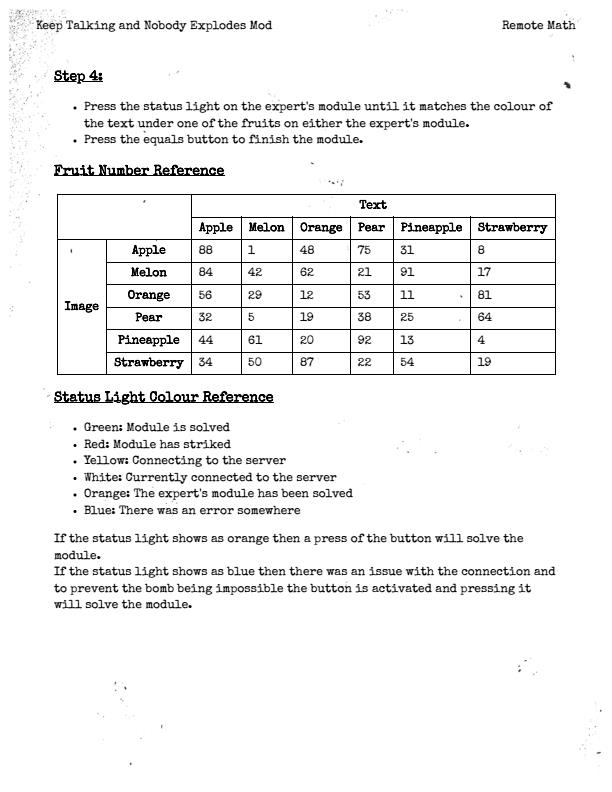 Keep Talking and Nobody Explodes Mod Remote Math
Step 4:
• Press the status light on the expert's module until it matches the colour of
the text under one of the fruits on either the expert's module.
• Press the equals button to finish the module.
Fruit Number Reference
Text
Apple Melon Orange Pear Pineapple Strawberry
Image
Apple 88 1 48 75 31 8
Melon 84 42 62 21 91 17
Orange 56 29 12 53 11 81
Pear 32 5 19 38 25 64
Pineapple 44 61 20 92 13 4
Strawberry 34 50 87 22 54 19
Status Light Colour Reference
• Green: Module is solved
• Red: Module has striked
• Yellow: Connecting to the server
• White: Currently connected to the server
• Orange: The expert's module has been solved
• Blue: There was an error somewhere
If the status light shows as orange then a press of the button will solve the
module.
If the status light shows as blue then there was an issue with the connection and
to prevent the bomb being impossible the button is activated and pressing it
will solve the module.